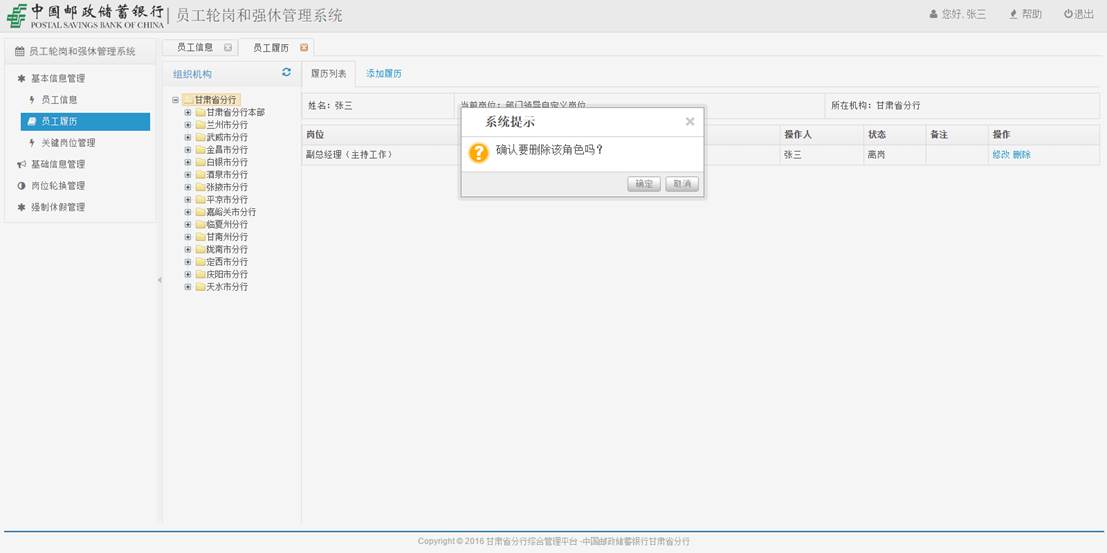 中国邮政储蓄银行 员工轮岗和强休管理系统
POSTAL SAVINGS BANK OF CHINA
您好, 张三 帮助 退出
员工轮岗和强休管理系统
基本信息管理
员工信息
员工履历
关键岗位管理
基础信息管理
岗位轮换管理
强制休假管理
员工信息 员工履历
组织机构
甘肃省分行
甘肃省分行本部
兰州市分行
武威市分行
金昌市分行
白银市分行
酒泉市分行
张掖市分行
平凉市分行
嘉峪关市分行
临夏州分行
甘南州分行
陇南市分行
定西市分行
庆阳市分行
天水市分行
履历列表 添加履历
姓名: 张三 当前岗位: 部门领导自定义岗位 所在机构: 甘肃省分行
岗位 操作人 状态 备注 操作
副总经理（主持工作） 张三 离岗 修改 删除
系统提示
确认要删除该角色吗?
确定 取消
Copyright © 2016 甘肃省分行综合管理平台 -中国邮政储蓄银行甘肃省分行